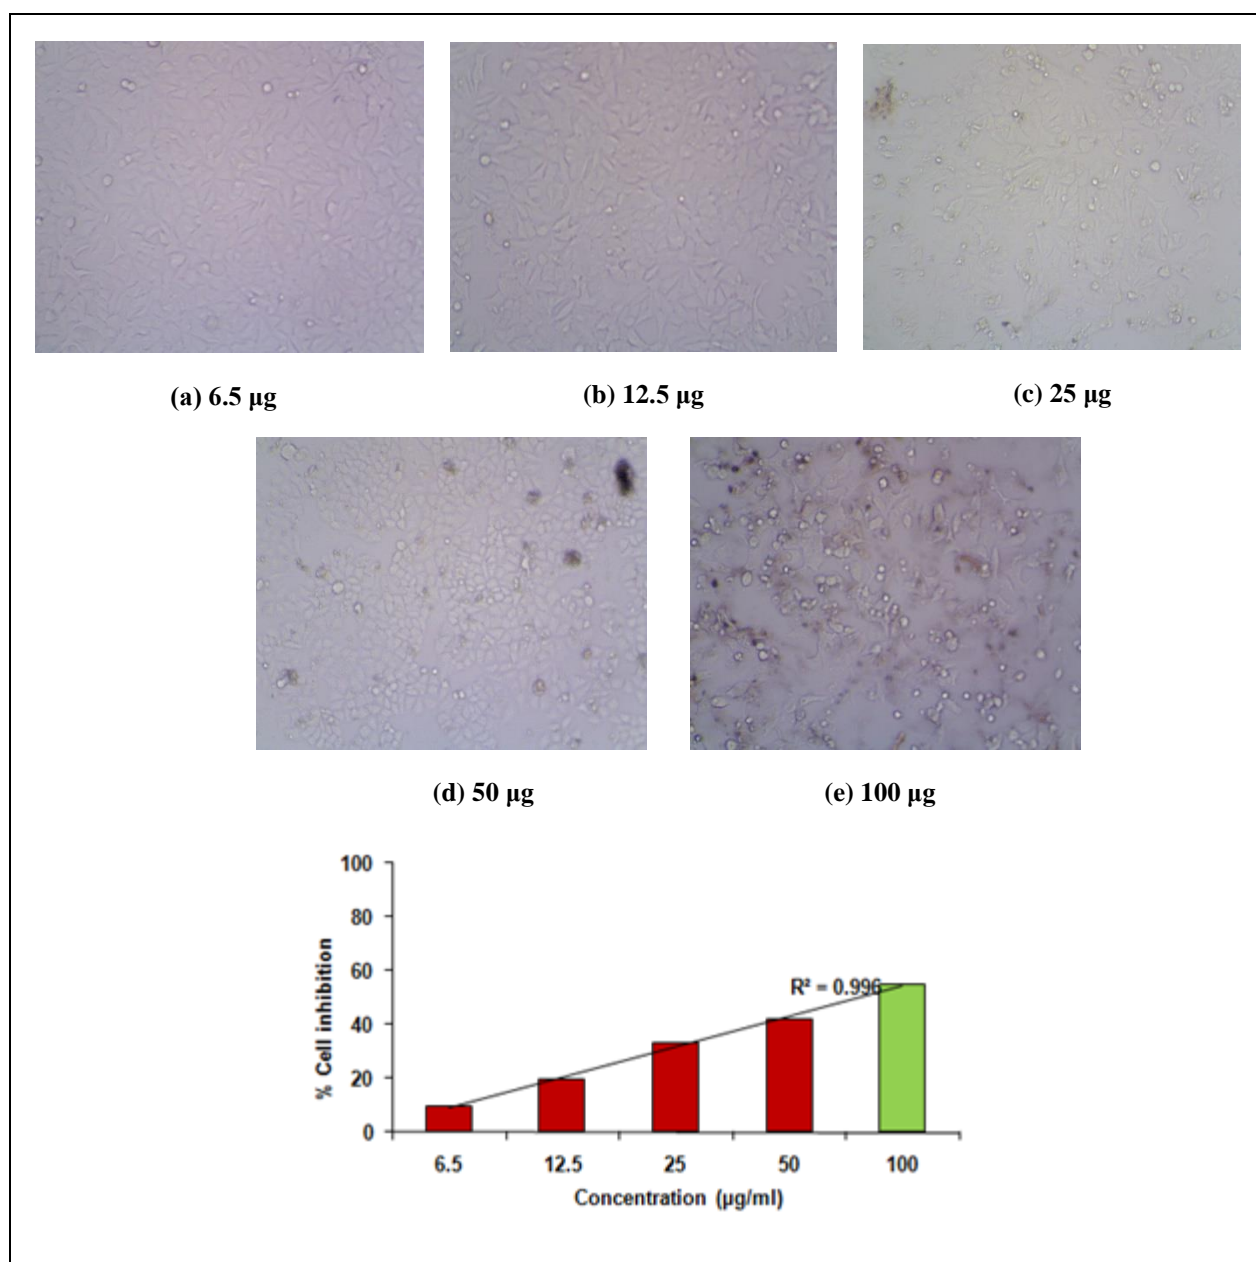 (a) 6.5 µg
(b) 12.5 µg
(c) 25 µg
(d) 50 µg
(e) 100 µg
100
80
60
40
20
0
% Cell inhibition
R² = 0.996
6.5 12.5 25 50 100
Concentration (µg/ml)